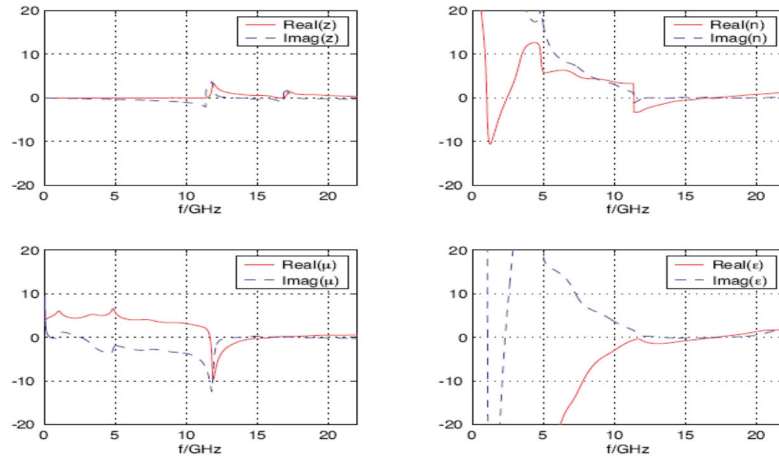 20
10
0
-10
-20
0 5 10 15 20
f/GHz
Real(z)
Imag(z)
20
10
0
-10
-20
0 5 10 15 20
f/GHz
Real(n)
Imag(n)
20
10
0
-10
-20
0 5 10 15 20
f/GHz
Real(μ)
Imag(μ)
20
10
0
-10
-20
0 5 10 15 20
f/GHz
Real(ε)
Imag(ε)